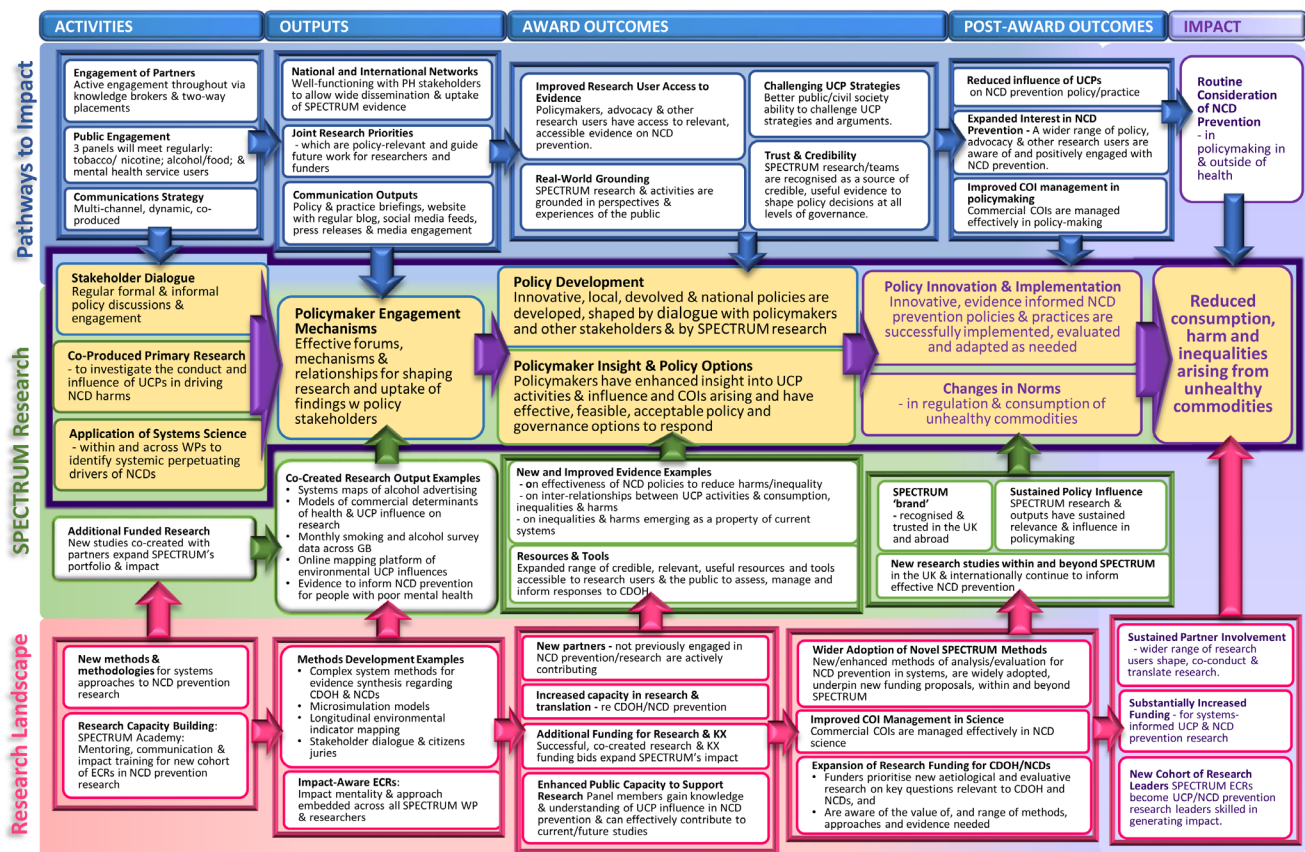 ACTIVITIES
OUTPUTS
AWARD OUTCOMES
POST-AWARD OUTCOMES
IMPACT
Pathways to Impact
Engagement of Partners
Active engagement throughout via
knowledge brokers & two-way
placements
Public Engagement
3 panels will meet regularly:
tobacco/ nicotine; alcohol/food; &
mental health service users
Communications Strategy
Multi-channel, dynamic, co-
produced
National and International Networks
Well-functioning with PH stakeholders
to allow wide dissemination & uptake
of SPECTRUM evidence
Joint Research Priorities
- which are policy-relevant and guide
future work for researchers and
funders
Communication Outputs
Policy & practice briefings, website
with regular blog, social media feeds,
press releases & media engagement
Improved Research User Access to
Evidence
Policymakers, advocacy & other
research users have access to relevant,
accessible evidence on NCD
prevention.
Real-World Grounding
SPECTRUM research & activities are
grounded in perspectives &
experiences of the public
Challenging UCP Strategies
Better public/civil society
ability to challenge UCP
strategies and arguments.
Trust & Credibility
SPECTRUM research/teams
are recognised as a source of
credible, useful evidence to
shape policy decisions at all
levels of governance.
Reduced influence of UCPs
on NCD prevention policy/practice
Expanded Interest in NCD
Prevention - A wider range of policy,
advocacy & other research users are
aware of and positively engaged with
NCD prevention.
Improved COI management in
policymaking
Commercial COIs are managed
effectively in policy-making
Routine
Consideration
of NCD
Prevention
- in
policymaking in
& outside of
health
SPECTRUM Research
Stakeholder Dialogue
Regular formal & informal
policy discussions &
engagement
Co-Produced Primary Research
- to investigate the conduct and
influence of UCPs in driving
NCD harms
Application of Systems Science
- within and across WPs to
identify systemic perpetuating
drivers of NCDs
Policymaker Engagement
Mechanisms
Effective forums,
mechanisms &
relationships for shaping
research and uptake of
findings w policy
stakeholders
Policy Development
Innovative, local, devolved & national policies are
developed, shaped by dialogue with policymakers
and other stakeholders & by SPECTRUM research
Policymaker Insight & Policy Options
Policymakers have enhanced insight into UCP
activities & influence and COIs arising and have
effective, feasible, acceptable policy and
governance options to respond
Policy Innovation & Implementation
Innovative, evidence informed NCD
prevention policies & practices are
successfully implemented, evaluated
and adapted as needed
Changes in Norms
- in regulation & consumption of
unhealthy commodities
Reduced
consumption,
harm and
inequalities
arising from
unhealthy
commodities
Additional Funded Research
New studies co-created with
partners expand SPECTRUM's
portfolio & impact
Co-Created Research Output Examples
• Systems maps of alcohol advertising
• Models of commercial determinants
of health & UCP influence on
research
• Monthly smoking and alcohol survey
data across GB
• Online mapping platform of
environmental UCP influences
• Evidence to inform NCD prevention
for people with poor mental health
New and Improved Evidence Examples
- on effectiveness of NCD policies to reduce harms/inequality
- on inter-relationships between UCP activities & consumption,
inequalities & harms
- on inequalities & harms emerging as a property of current
systems
Resources & Tools
Expanded range of credible, relevant, useful resources and tools
accessible to research users & the public to assess, manage and
inform responses to CDOH
SPECTRUM
'brand'
- recognised &
trusted in the UK
and abroad
Sustained Policy Influence
SPECTRUM research &
outputs have sustained
relevance & influence in
policymaking
New research studies within and beyond SPECTRUM
in the UK & internationally continue to inform
effective NCD prevention
Research Landscape
New methods &
methodologies for systems
approaches to NCD prevention
research
Research Capacity Building:
SPECTRUM Academy:
Mentoring, communication &
impact training for new cohort
of ECRs in NCD prevention
research
Methods Development Examples
• Complex system methods for
evidence synthesis regarding
CDOH & NCDs
• Microsimulation models
• Longitudinal environmental
indicator mapping
• Stakeholder dialogue & citizens
juries
Impact-Aware ECRs:
Impact mentality & approach
embedded across all SPECTRUM WP
& researchers
New partners - not previously engaged in
NCD prevention/research are actively
contributing
Increased capacity in research &
translation - re CDOH/NCD prevention
Additional Funding for Research & KX
Successful, co-created research & KX
funding bids expand SPECTRUM's impact
Enhanced Public Capacity to Support
Research Panel members gain knowledge
& understanding of UCP influence in NCD
prevention & can effectively contribute to
current/future studies
Wider Adoption of Novel SPECTRUM Methods
New/enhanced methods of analysis/evaluation for
NCD prevention in systems, are widely adopted,
underpin new funding proposals, within and beyond
SPECTRUM
Improved COI Management in Science
Commercial COIs are managed effectively in NCD
science
Expansion of Research Funding for CDOH/NCDs
• Funders prioritise new aetiological and evaluative
research on key questions relevant to CDOH and
NCDs, and
• Are aware of the value of, and range of methods,
approaches and evidence needed
Sustained Partner Involvement
- wider range of research
users shape, co-conduct &
translate research.
Substantially Increased
Funding - for systems-
informed UCP & NCD
prevention research
New Cohort of Research
Leaders SPECTRUM ECRs
become UCP/NCD prevention
research leaders skilled in
generating impact.